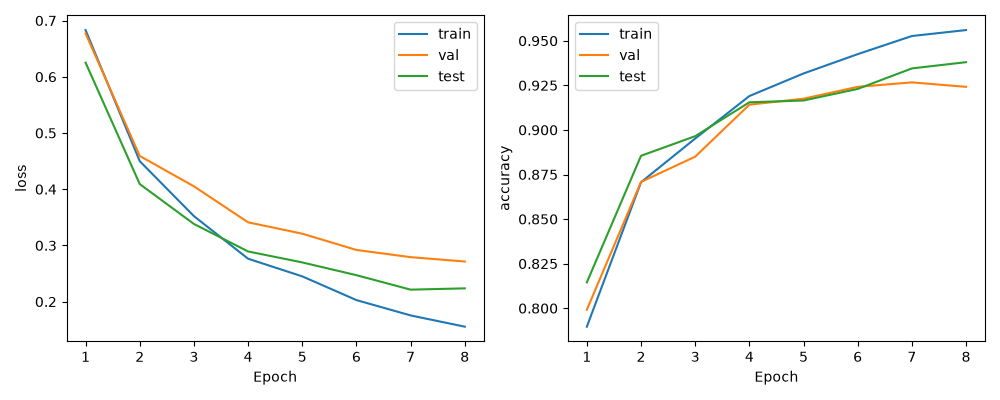 0.7
0.6
0.5
0.4
0.3
0.2
loss
1 2 3 4 5 6 7 8
Epoch
train
val
test
0.950
0.925
0.900
0.875
0.850
0.825
0.800
accuracy
1 2 3 4 5 6 7 8
Epoch
train
val
test